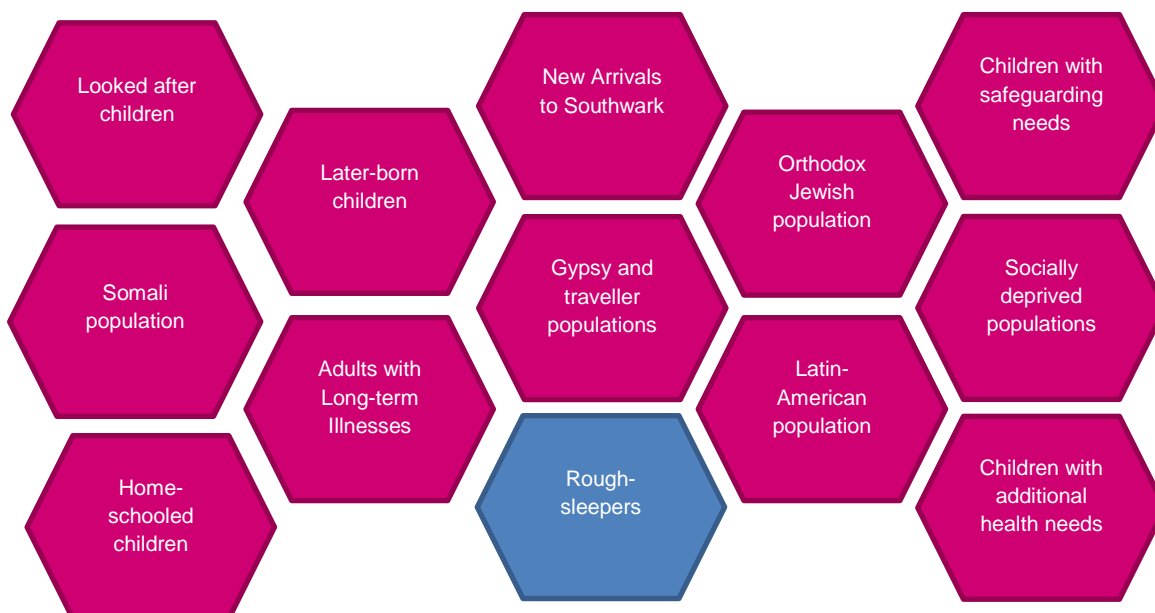 Looked after
children
New Arrivals
to Southwark
Children with
safeguarding
needs
Later-born
children
Orthodox
Jewish
population
Somali
population
Gypsy and
traveller
populations
Socially
deprived
populations
Adults with
Long-term
Illnesses
Latin-
American
population
Home-
schooled
children
Rough-
sleepers
Children with
additional
health needs